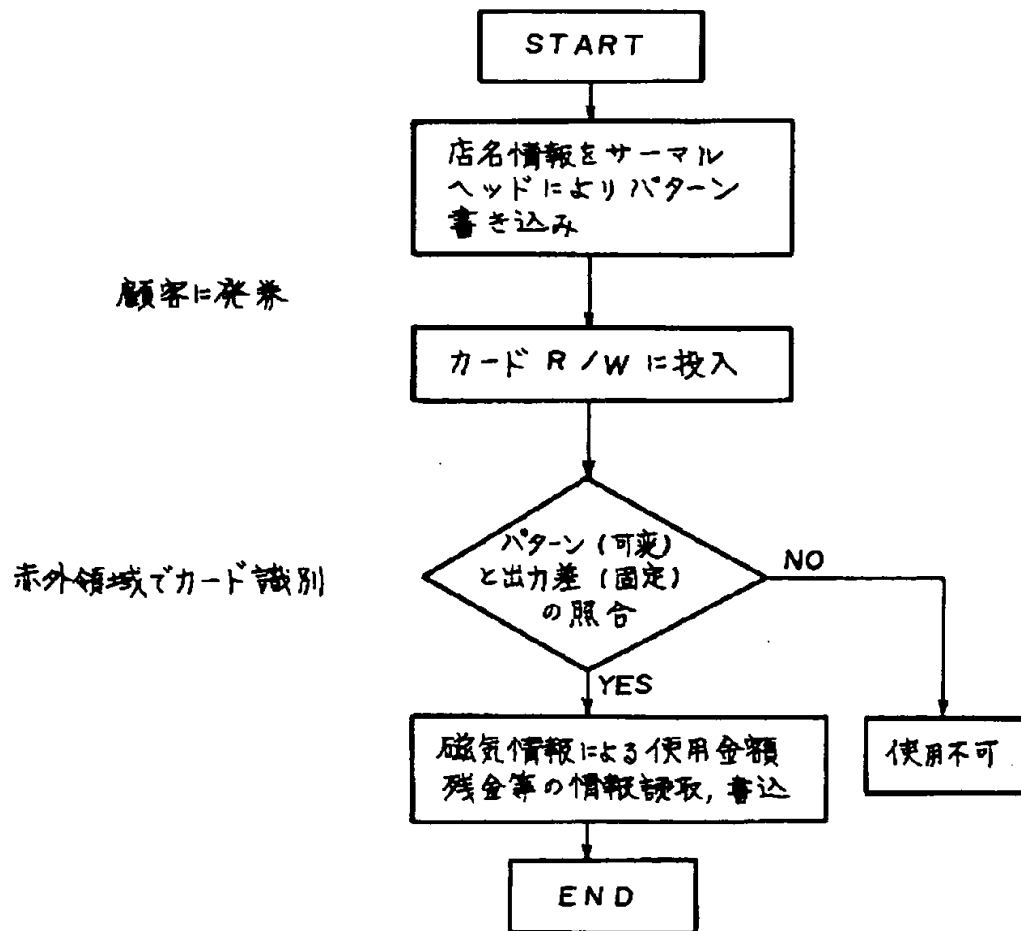 START
店名情報をサーマル
ヘッドによりパターン
書き込み
顧客に発券
カード R/W に投入
パターン(可変)
と出力差(固定)
の照合
赤外領域でカード識別
NO
YES
磁気情報による使用金額
残金等の情報読取,書込
使用不可
END